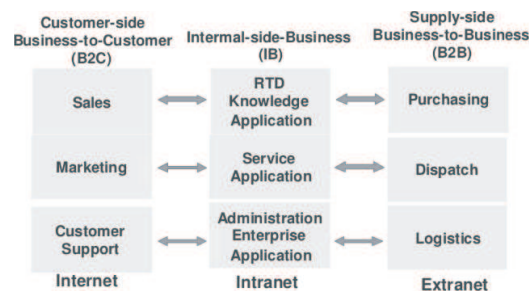 Customer-side
Business-to-Customer
(B2C)
Internal-side-Business
(IB)
Supply-side
Business-to-Business
(B2B)
Sales
RTD
Knowledge
Application
Purchasing
Marketing
Service
Application
Dispatch
Customer
Support
Administration
Enterprise
Application
Logistics
Internet
Intranet
Extranet